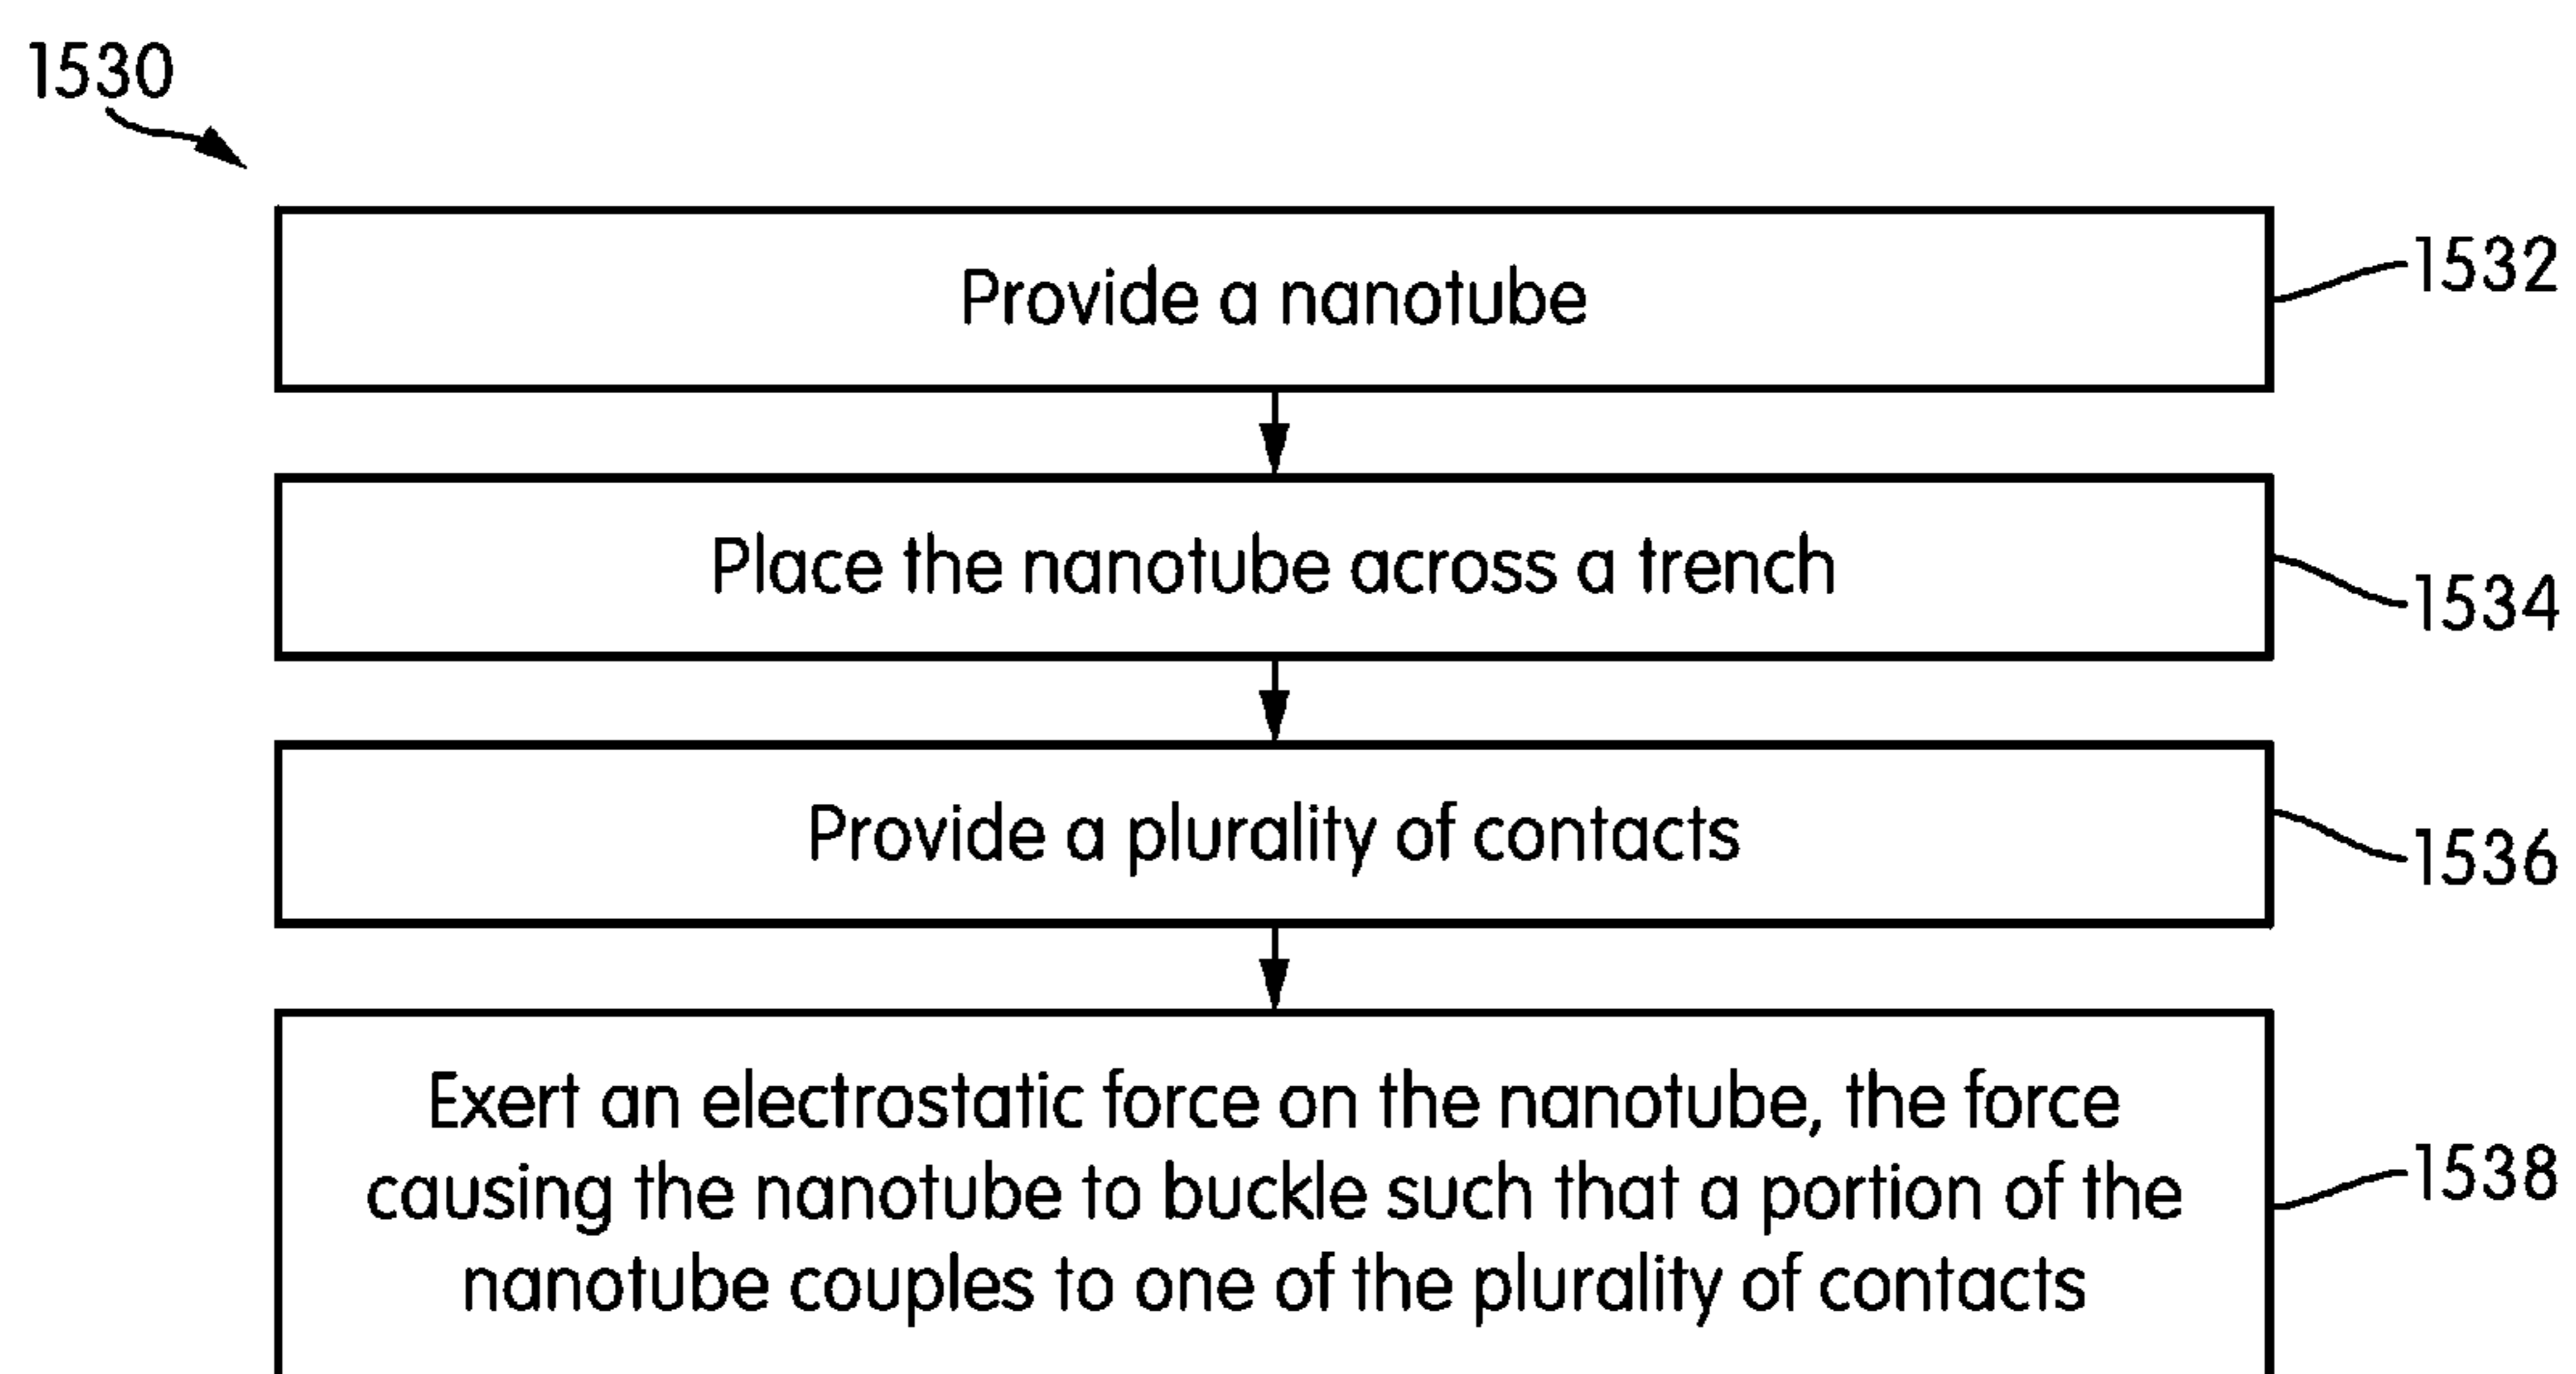 1530
Provide a nanotube
1532
Place the nanotube across a trench
1534
Provide a plurality of contacts
1536
Exert an electrostatic force on the nanotube, the force
causing the nanotube to buckle such that a portion of the
nanotube couples to one of the plurality of contacts
1538